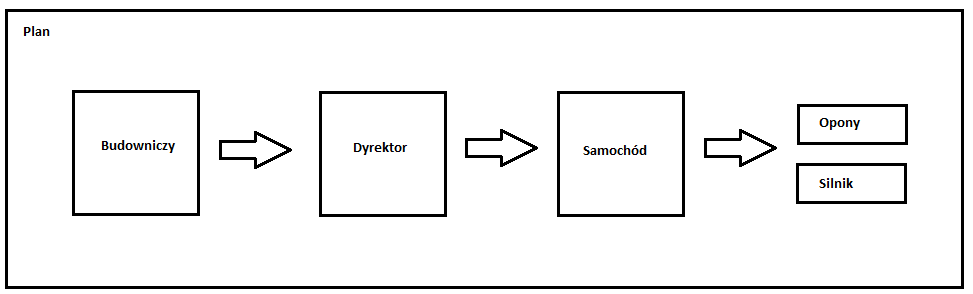 Plan
Budowniczy
Dyrektor
Samochód
Opony
Silnik